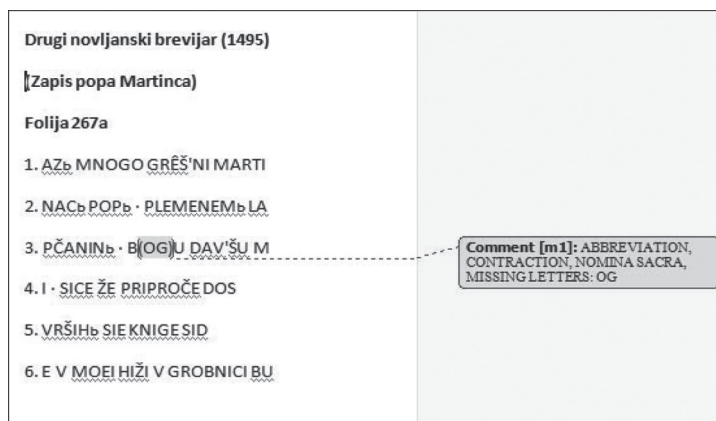 Drugi novljanski brevijar (1495)
(Zapis popa Martinca)
Folija 267a
1. AZь MNOGO GRÊŠ'NI MARTI
2. NACь POPь · PLEMENEMь LA
3. PČANINь · B(OG)U DAV'ŠU M
Comment [m1]: ABBREVIATION,
CONTRACTION, NOMINA SACRA,
MISSING LETTERS: OG
4. I · SICE ŽE PRIPROČE DOS
5. VRŠIHь SIE KNIGE SID
6. E V MOEI HIŽI V GROBNICI BU